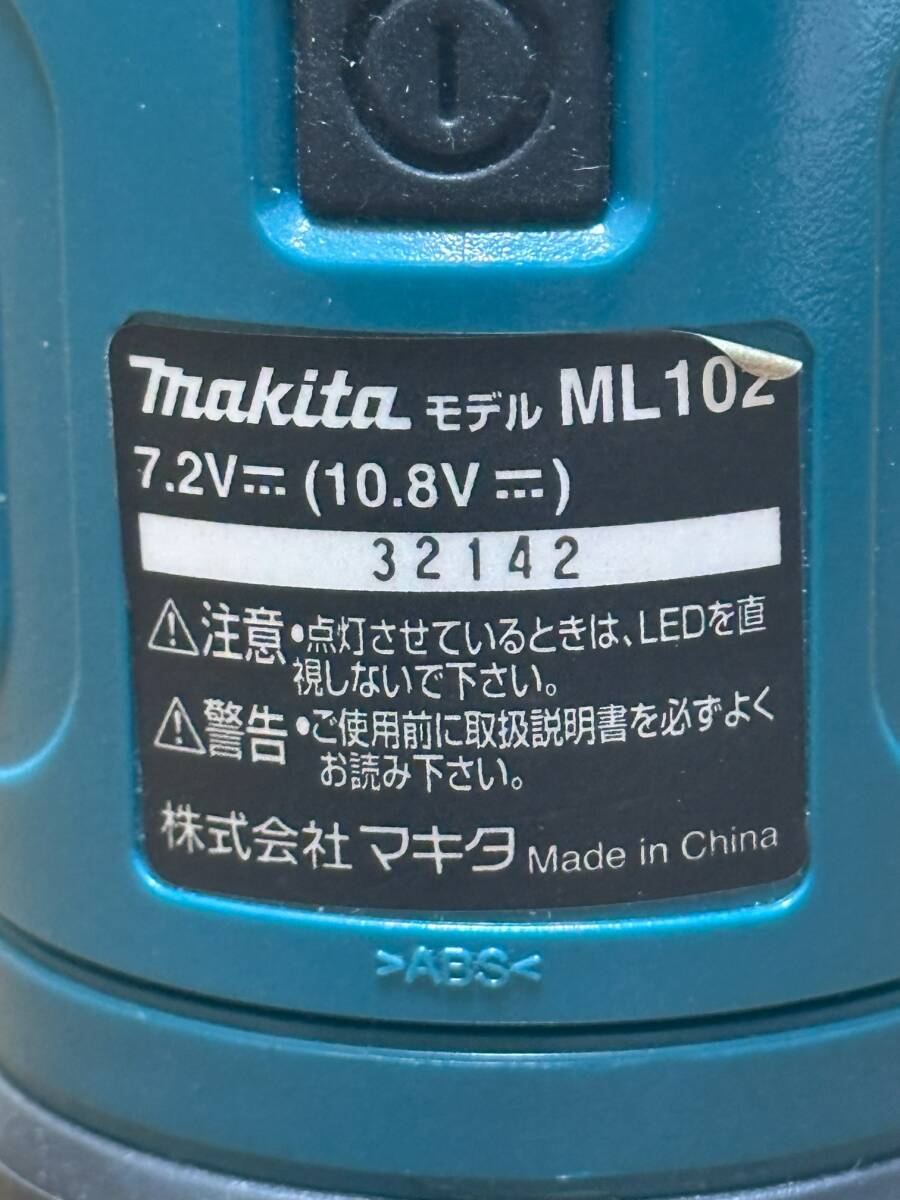 makita モデル ML102
7.2V⎓ (10.8V⎓)
32142
⚠注意 •点灯させているときは、LEDを直
視しないで下さい。
⚠警告 •ご使用前に取扱説明書を必ずよく
お読み下さい。
株式会社マキタ Made in China
>ABS<